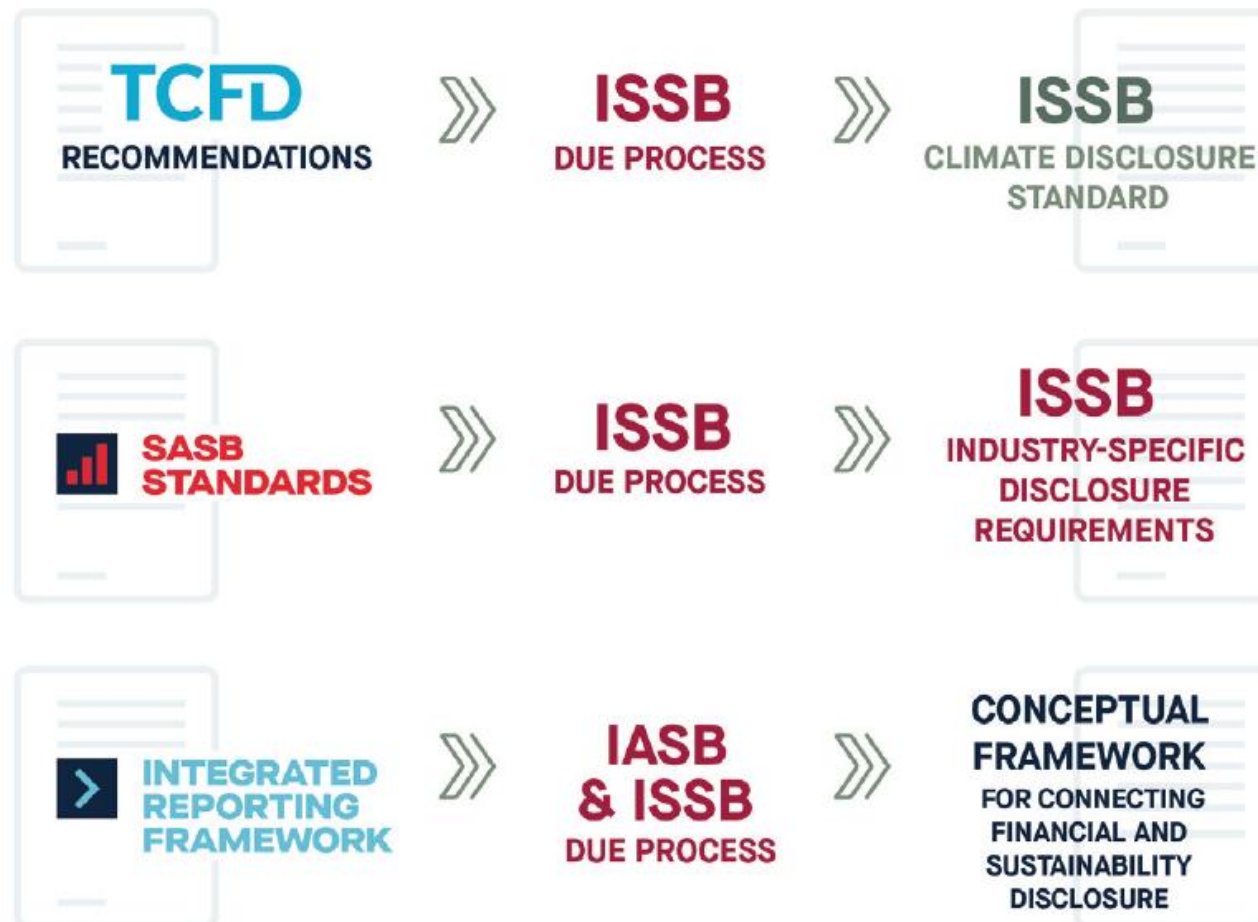 TCFD
RECOMMENDATIONS
ISSB
DUE PROCESS
ISSB
CLIMATE DISCLOSURE
STANDARD
SASB
STANDARDS
ISSB
DUE PROCESS
ISSB
INDUSTRY-SPECIFIC
DISCLOSURE
REQUIREMENTS
INTEGRATED
REPORTING
FRAMEWORK
IASB
& ISSB
DUE PROCESS
CONCEPTUAL
FRAMEWORK
FOR CONNECTING
FINANCIAL AND
SUSTAINABILITY
DISCLOSURE